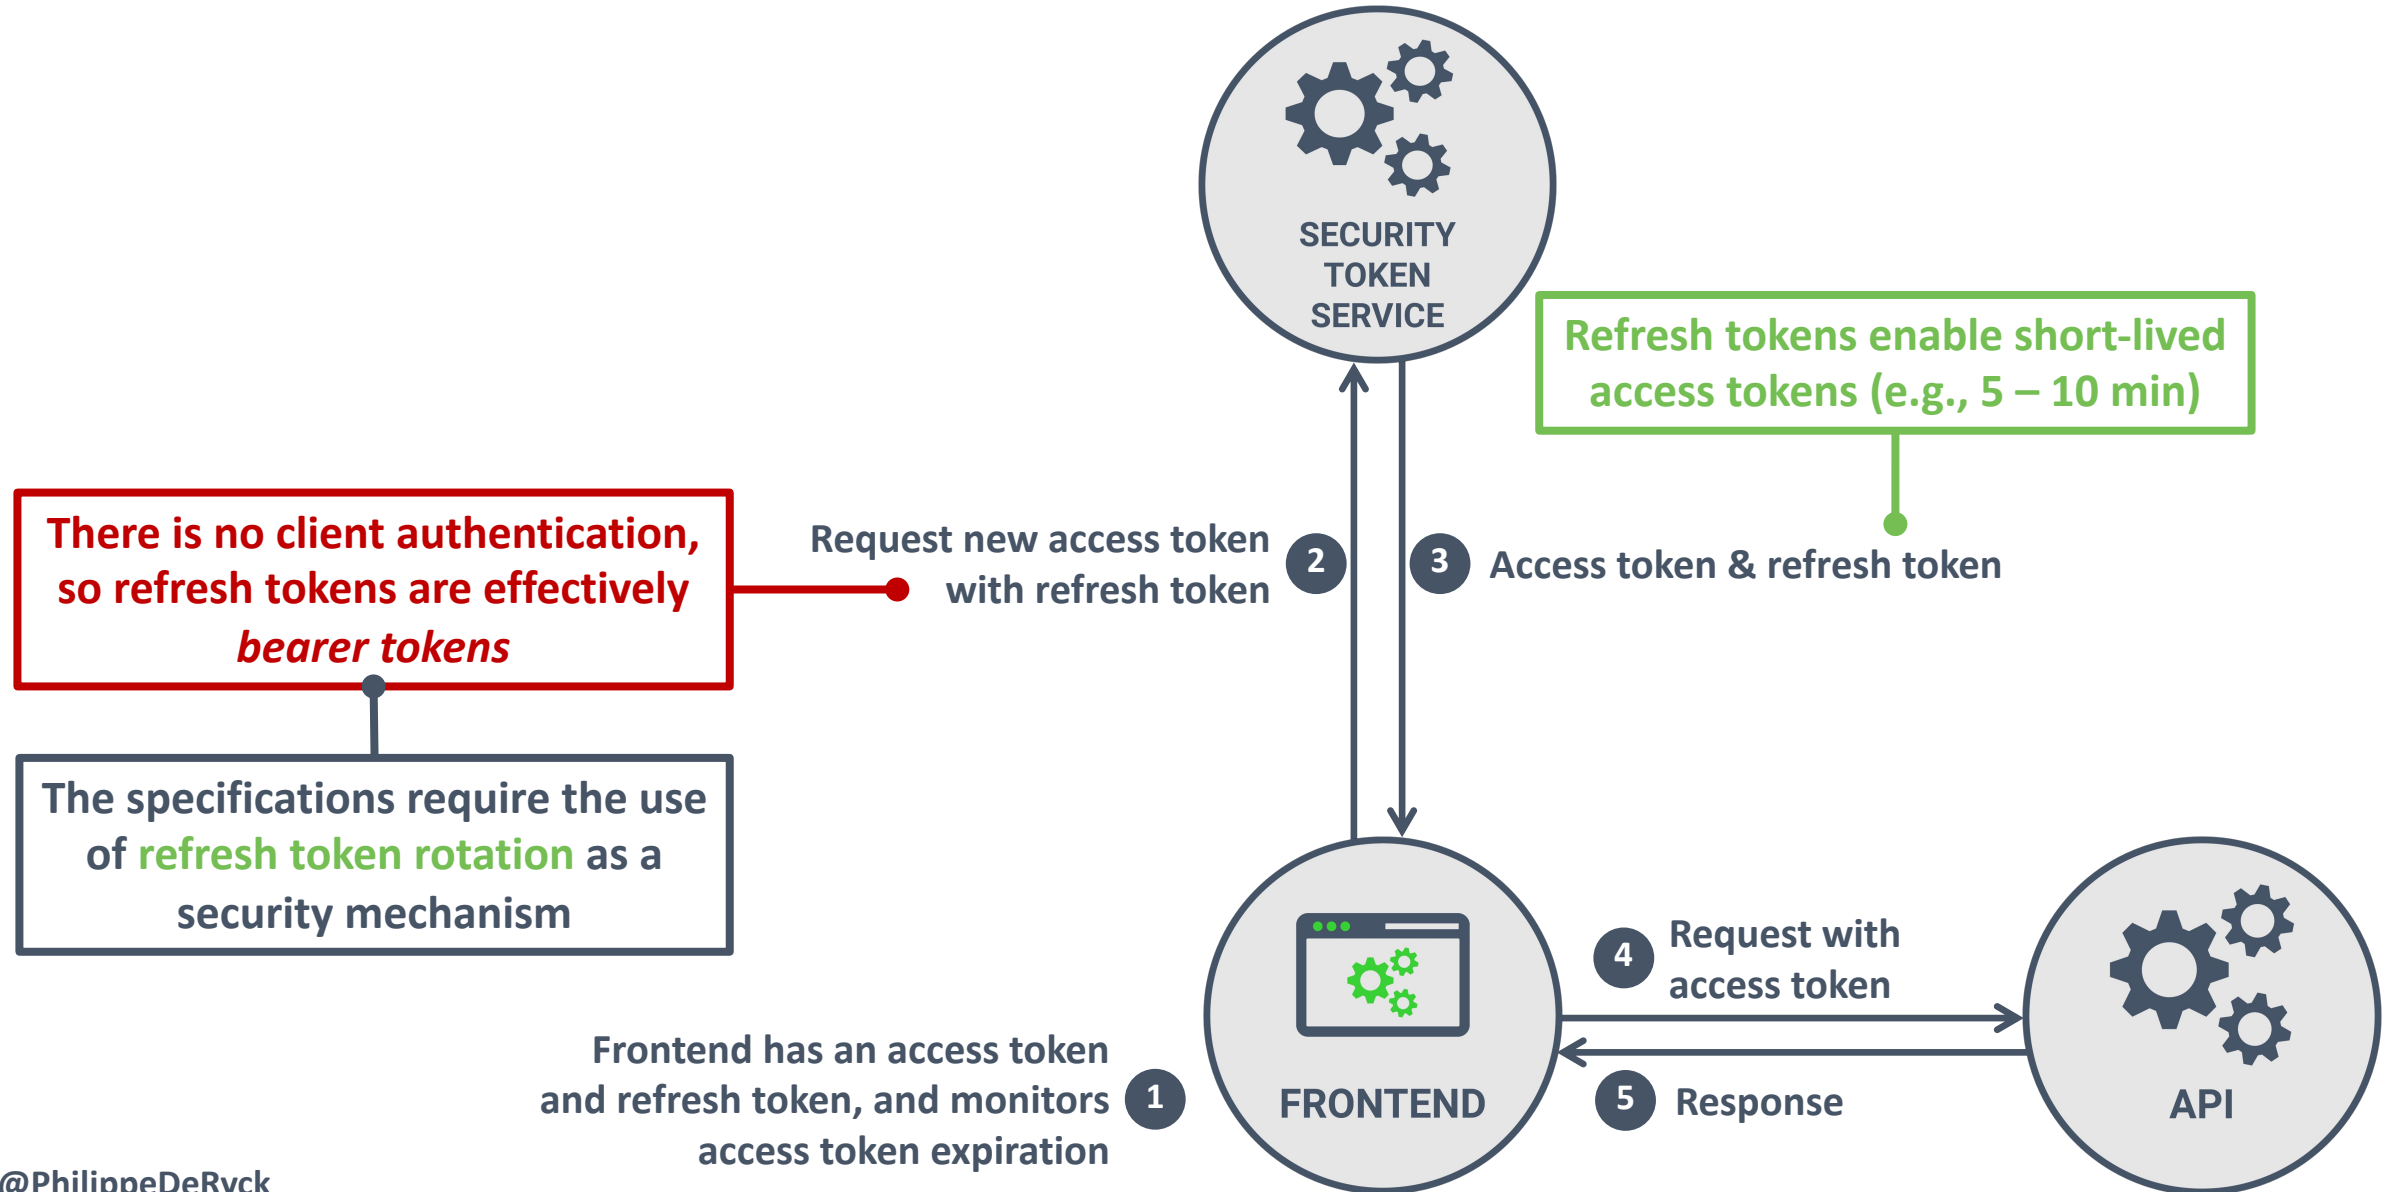 SECURITY
TOKEN
SERVICE
Refresh tokens enable short-lived
access tokens (e.g., 5 – 10 min)
There is no client authentication,
so refresh tokens are effectively
bearer tokens
Request new access token
with refresh token
2
3
Access token & refresh token
The specifications require the use
of refresh token rotation as a
security mechanism
4
Request with
access token
Frontend has an access token
and refresh token, and monitors
access token expiration
1
FRONTEND
5
Response
API
@PhilippeDeRyck